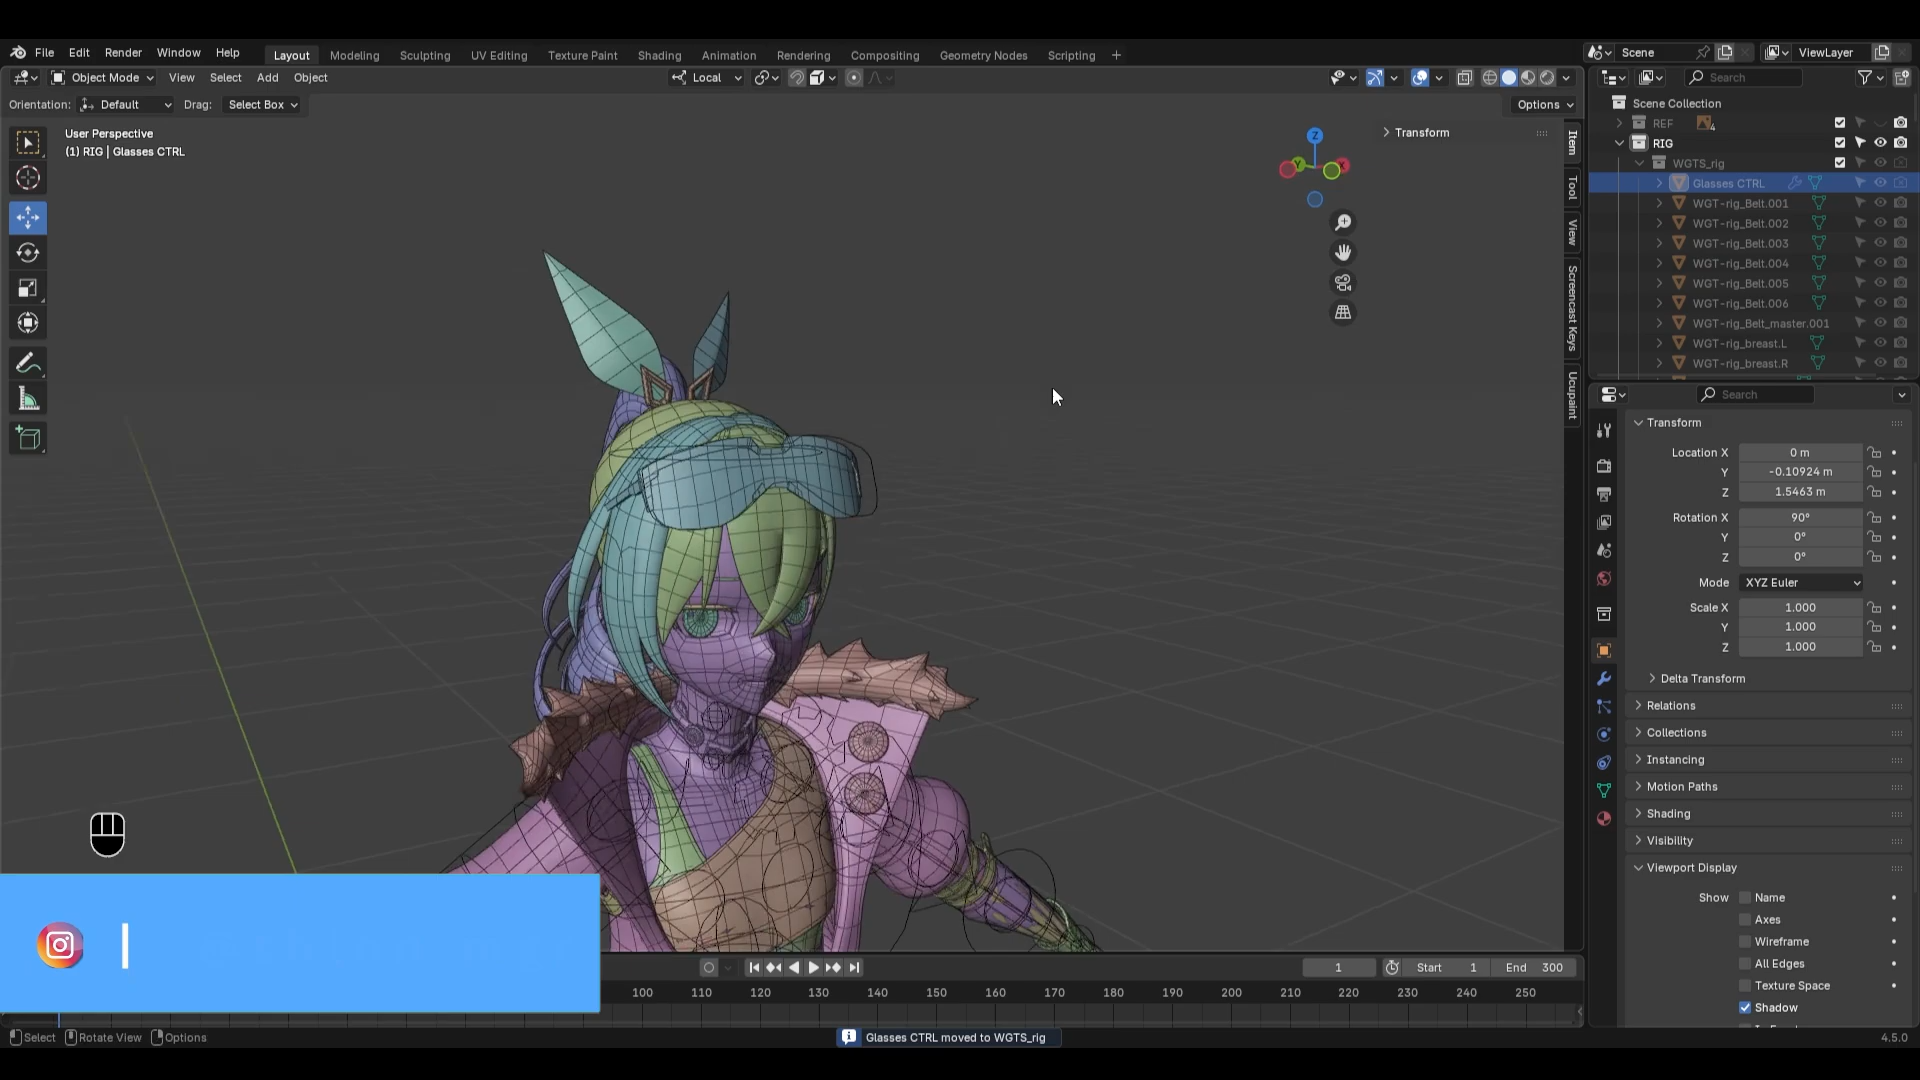 File Edit Render Window Help
Layout Modeling Sculpting UV Editing Texture Paint Shading Animation Rendering Compositing Geometry Nodes Scripting +
Scene
ViewLayer
Object Mode View Select Add Object
Local
Search
Orientation: Default Drag: Select Box
Options
User Perspective
(1) RIG | Glasses CTRL
Z
Y
X
Transform
Item
Tool
View
Screencast Keys
Ucupaint
Scene Collection
REF 4
RIG
WGTS_rig
Glasses CTRL
WGT-rig_Belt.001
WGT-rig_Belt.002
WGT-rig_Belt.003
WGT-rig_Belt.004
WGT-rig_Belt.005
WGT-rig_Belt.006
WGT-rig_Belt_master.001
WGT-rig_breast.L
WGT-rig_breast.R
Search
Transform
Location X 0 m
Y -0.10924 m
Z 1.5463 m
Rotation X 90°
Y 0°
Z 0°
Mode XYZ Euler
Scale X 1.000
Y 1.000
Z 1.000
Delta Transform
Relations
Collections
Instancing
Motion Paths
Shading
Visibility
Viewport Display
Show Name
Axes
Wireframe
All Edges
Texture Space
Shadow
1 Start 1 End 300
100 110 120 130 140 150 160 170 180 190 200 210 220 230 240 250
Select Rotate View Options
Glasses CTRL moved to WGTS_rig
4.5.0